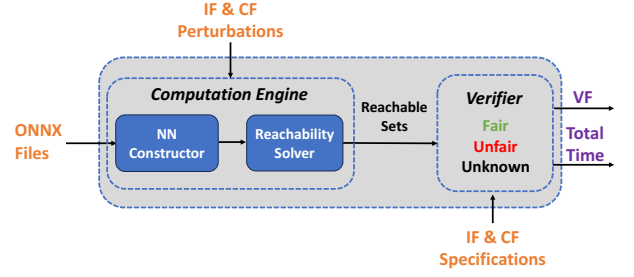 IF & CF
Perturbations
Computation Engine
ONNX
Files
NN
Constructor
Reachability
Solver
Reachable
Sets
Verifier
Fair
Unfair
Unknown
VF
Total
Time
IF & CF
Specifications